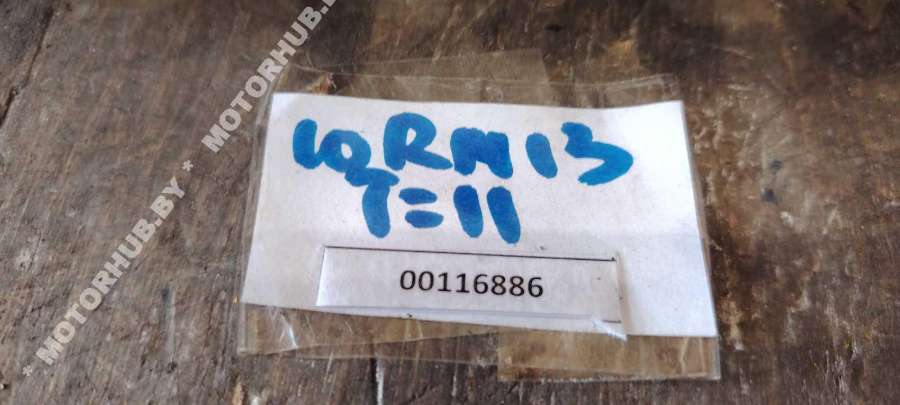 10RM13
T=11
00116886
* MOTORHUB.BY * MOTORHUB.BY